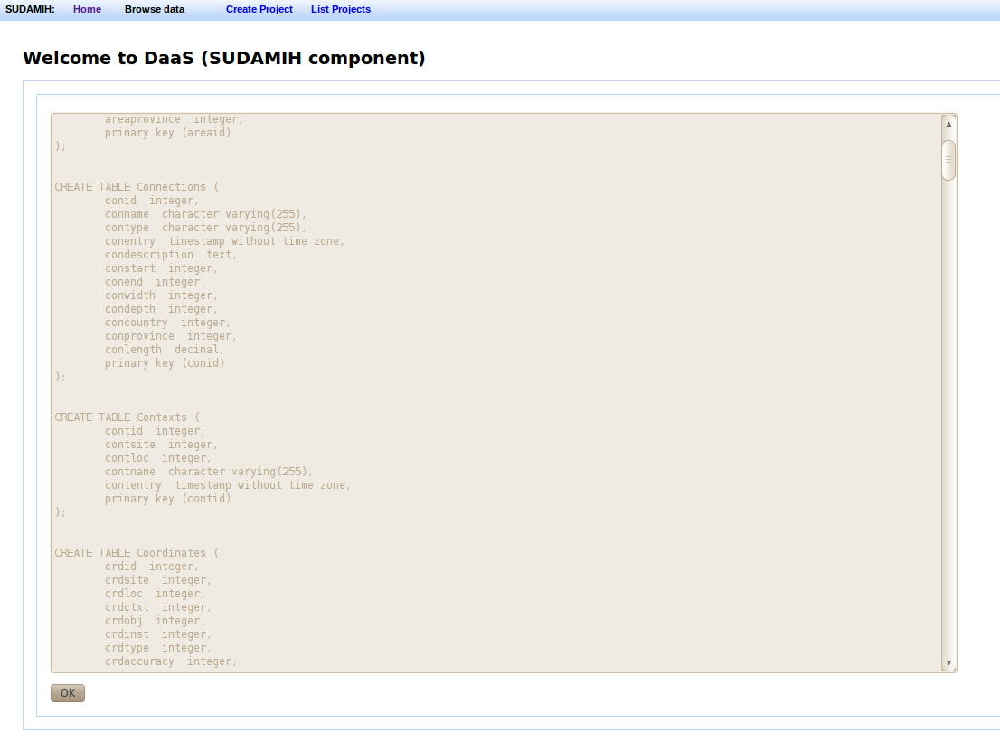 SUDAMIH: Home Browse data Create Project List Projects
Welcome to DaaS (SUDAMIH component)
areaprovince  integer,
primary key (areaid)
);
CREATE TABLE Connections (
conid  integer,
conname  character varying(255),
contype  character varying(255),
conentry  timestamp without time zone,
condescription  text,
constart  integer,
conend  integer,
conwidth  integer,
condepth  integer,
concountry  integer,
conprovince  integer,
conlength  decimal,
primary key (conid)
);
CREATE TABLE Contexts (
contid  integer,
contsite  integer,
contloc  integer,
contname  character varying(255),
contentry  timestamp without time zone,
primary key (contid)
);
CREATE TABLE Coordinates (
crdid  integer,
crdsite  integer,
crdloc  integer,
crdctxt  integer,
crdobj  integer,
crdinst  integer,
crdtype  integer,
crdaccuracy  integer,
OK